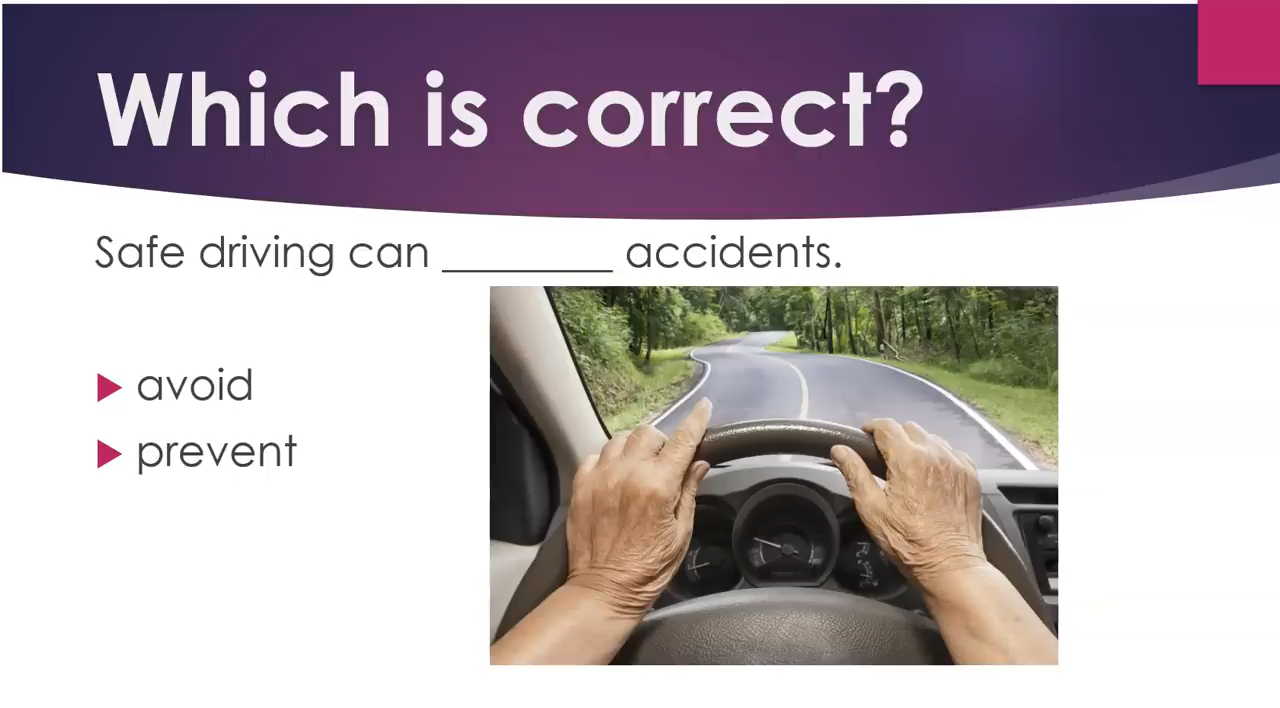 Which is correct?
Safe driving can ________ accidents.
avoid
prevent